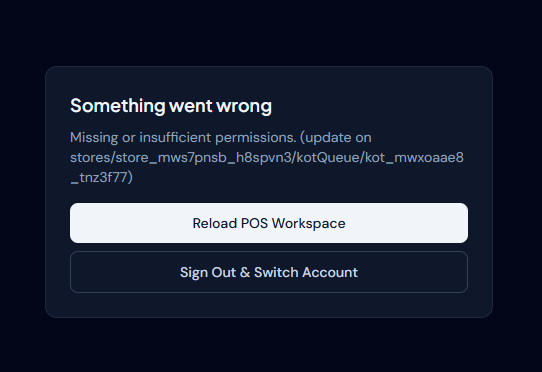 Something went wrong
Missing or insufficient permissions. (update on
stores/store_mws7pnsb_h8spvn3/kotQueue/kot_mwxoaae8
_tnz3f77)
Reload POS Workspace
Sign Out & Switch Account